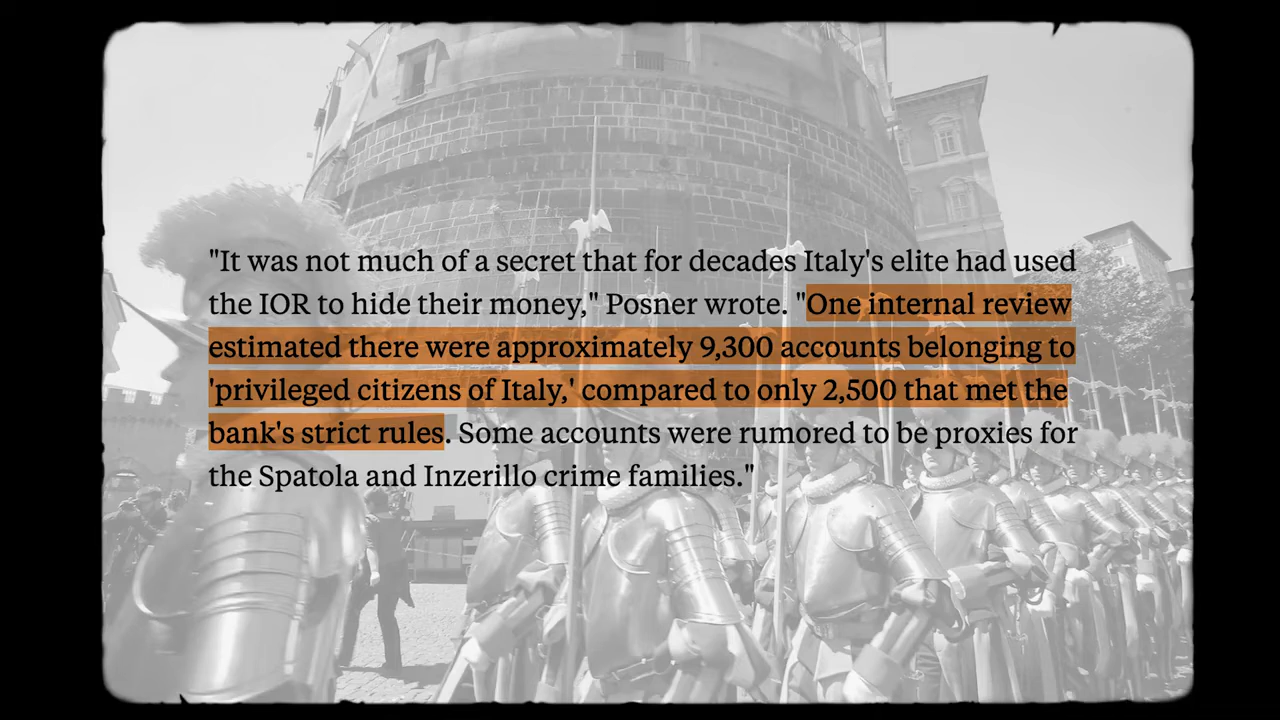 "It was not much of a secret that for decades Italy's elite had used
the IOR to hide their money," Posner wrote. "One internal review
estimated there were approximately 9,300 accounts belonging to
'privileged citizens of Italy,' compared to only 2,500 that met the
bank's strict rules. Some accounts were rumored to be proxies for
the Spatola and Inzerillo crime families."